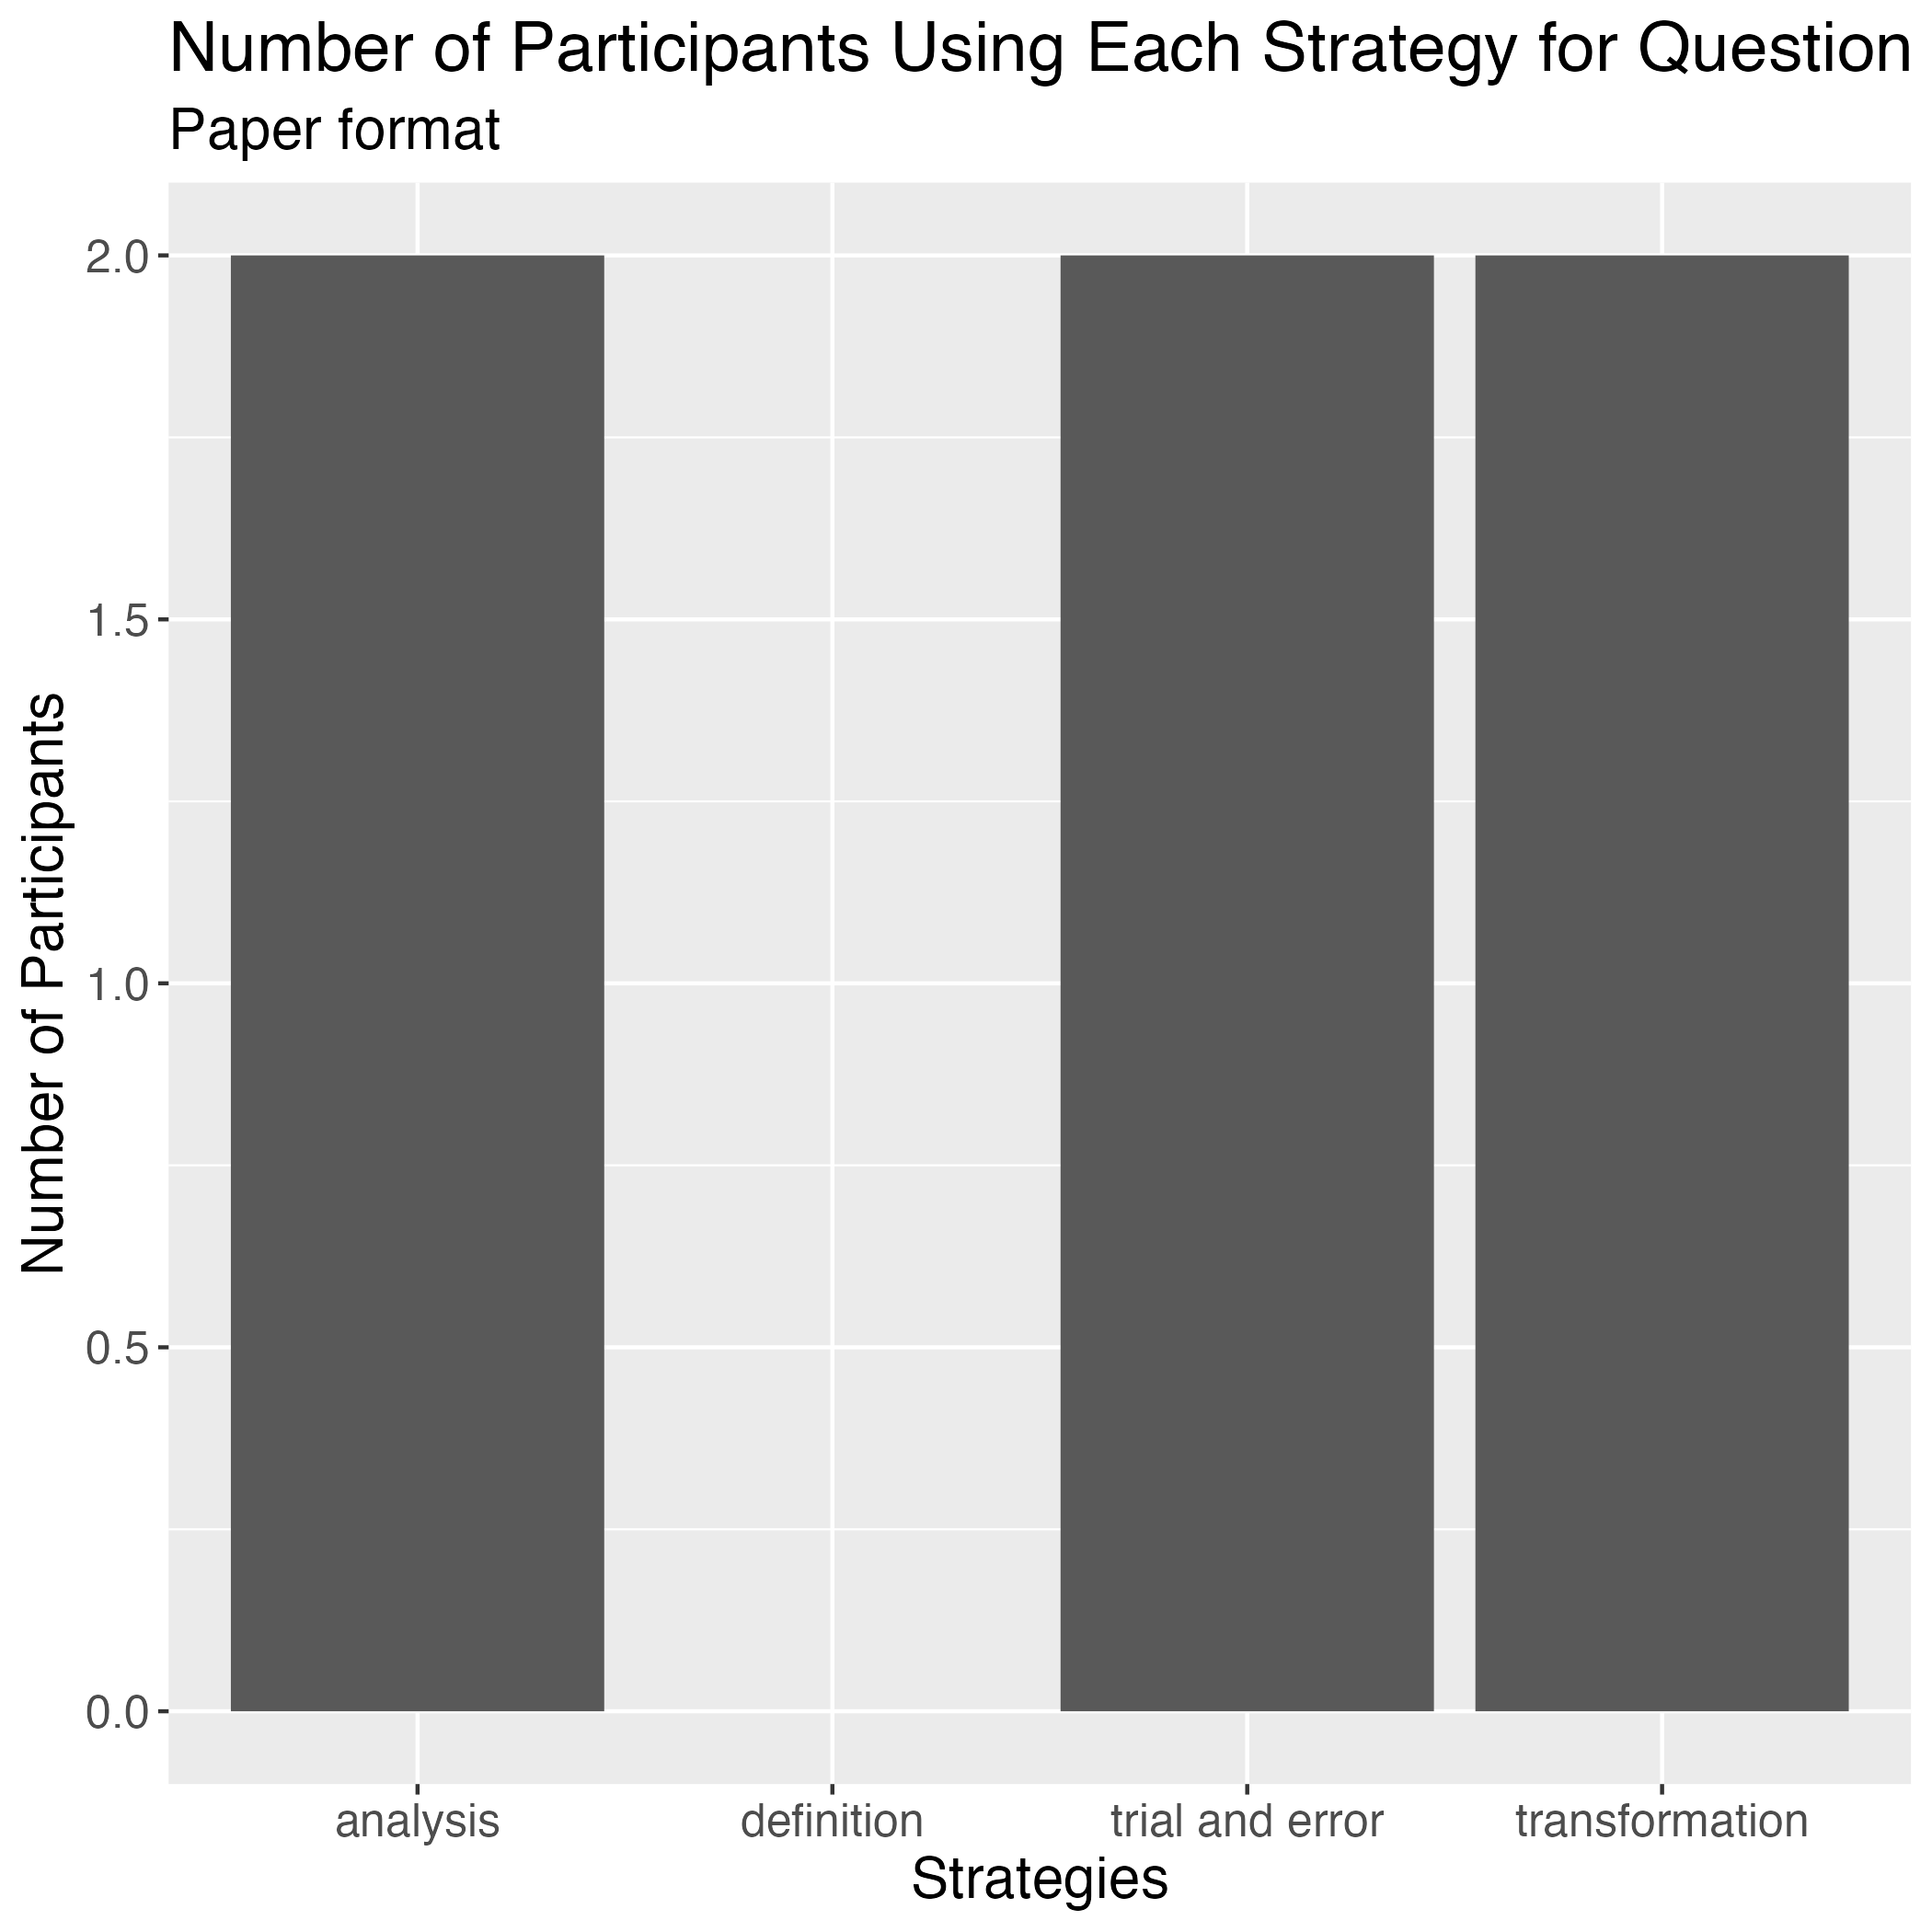 Number of Participants Using Each Strategy for Question
Paper format
2.0
1.5
1.0
0.5
0.0
Number of Participants
analysis definition trial and error transformation
Strategies